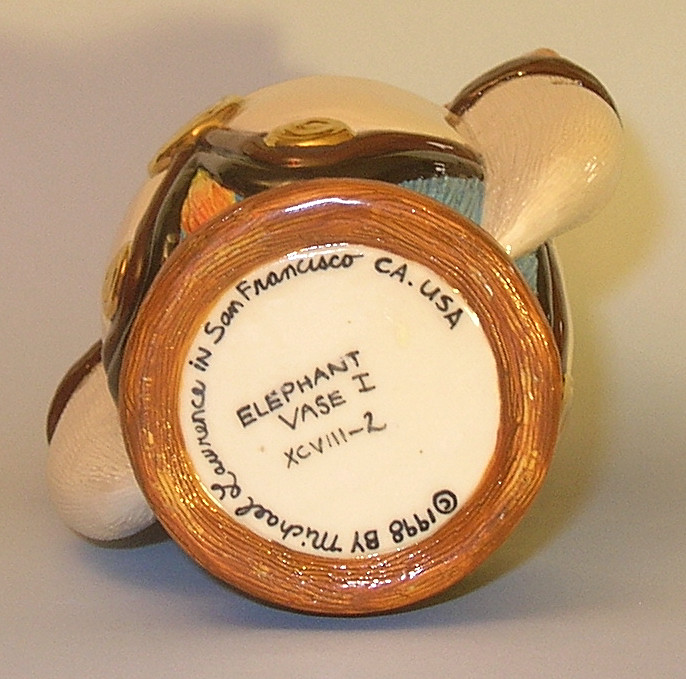 ©1998 BY Michael Lawrence in San Francisco CA. USA
ELEPHANT
VASE I
XCVIII-2